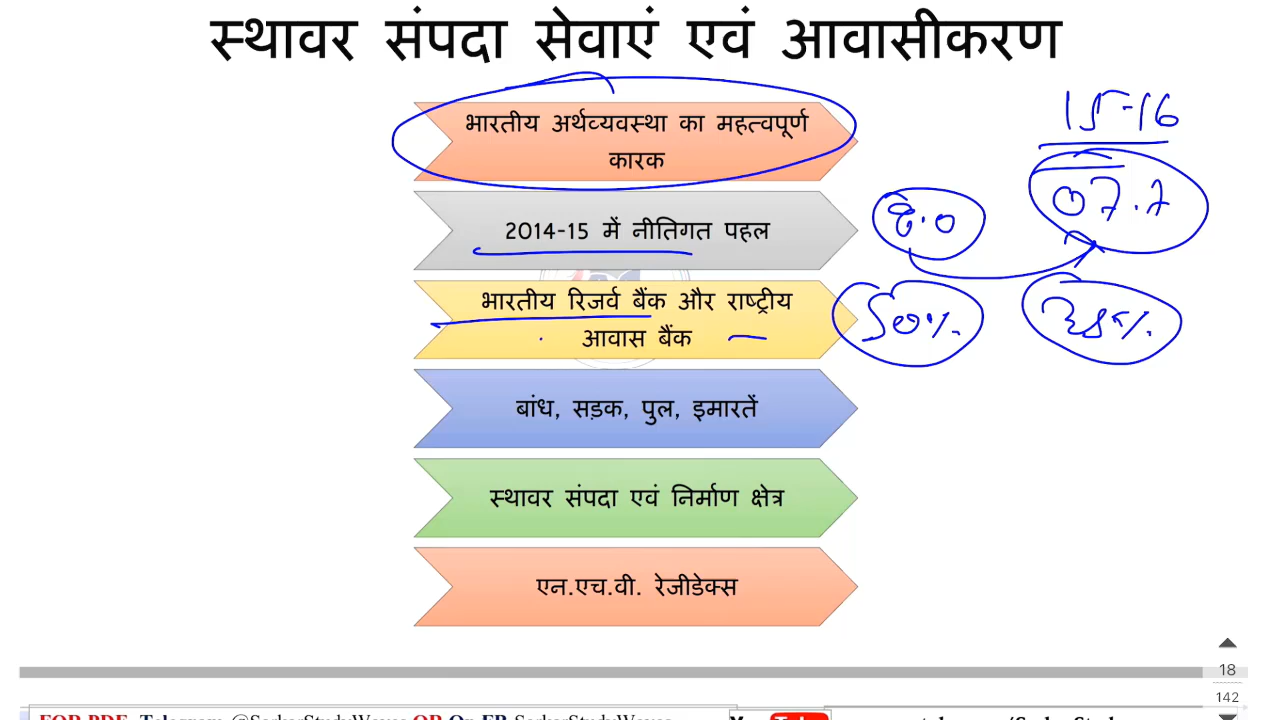 स्थावर संपदा सेवाएं एवं आवासीकरण
भारतीय अर्थव्यवस्था का महत्वपूर्ण
कारक
15-16
07.7
2014-15 में नीतिगत पहल
8.0
भारतीय रिजर्व बैंक और राष्ट्रीय
आवास बैंक
50%
बांध, सड़क, पुल, इमारतें
स्थावर संपदा एवं निर्माण क्षेत्र
एन.एच.वी. रेजीडेक्स
18
142